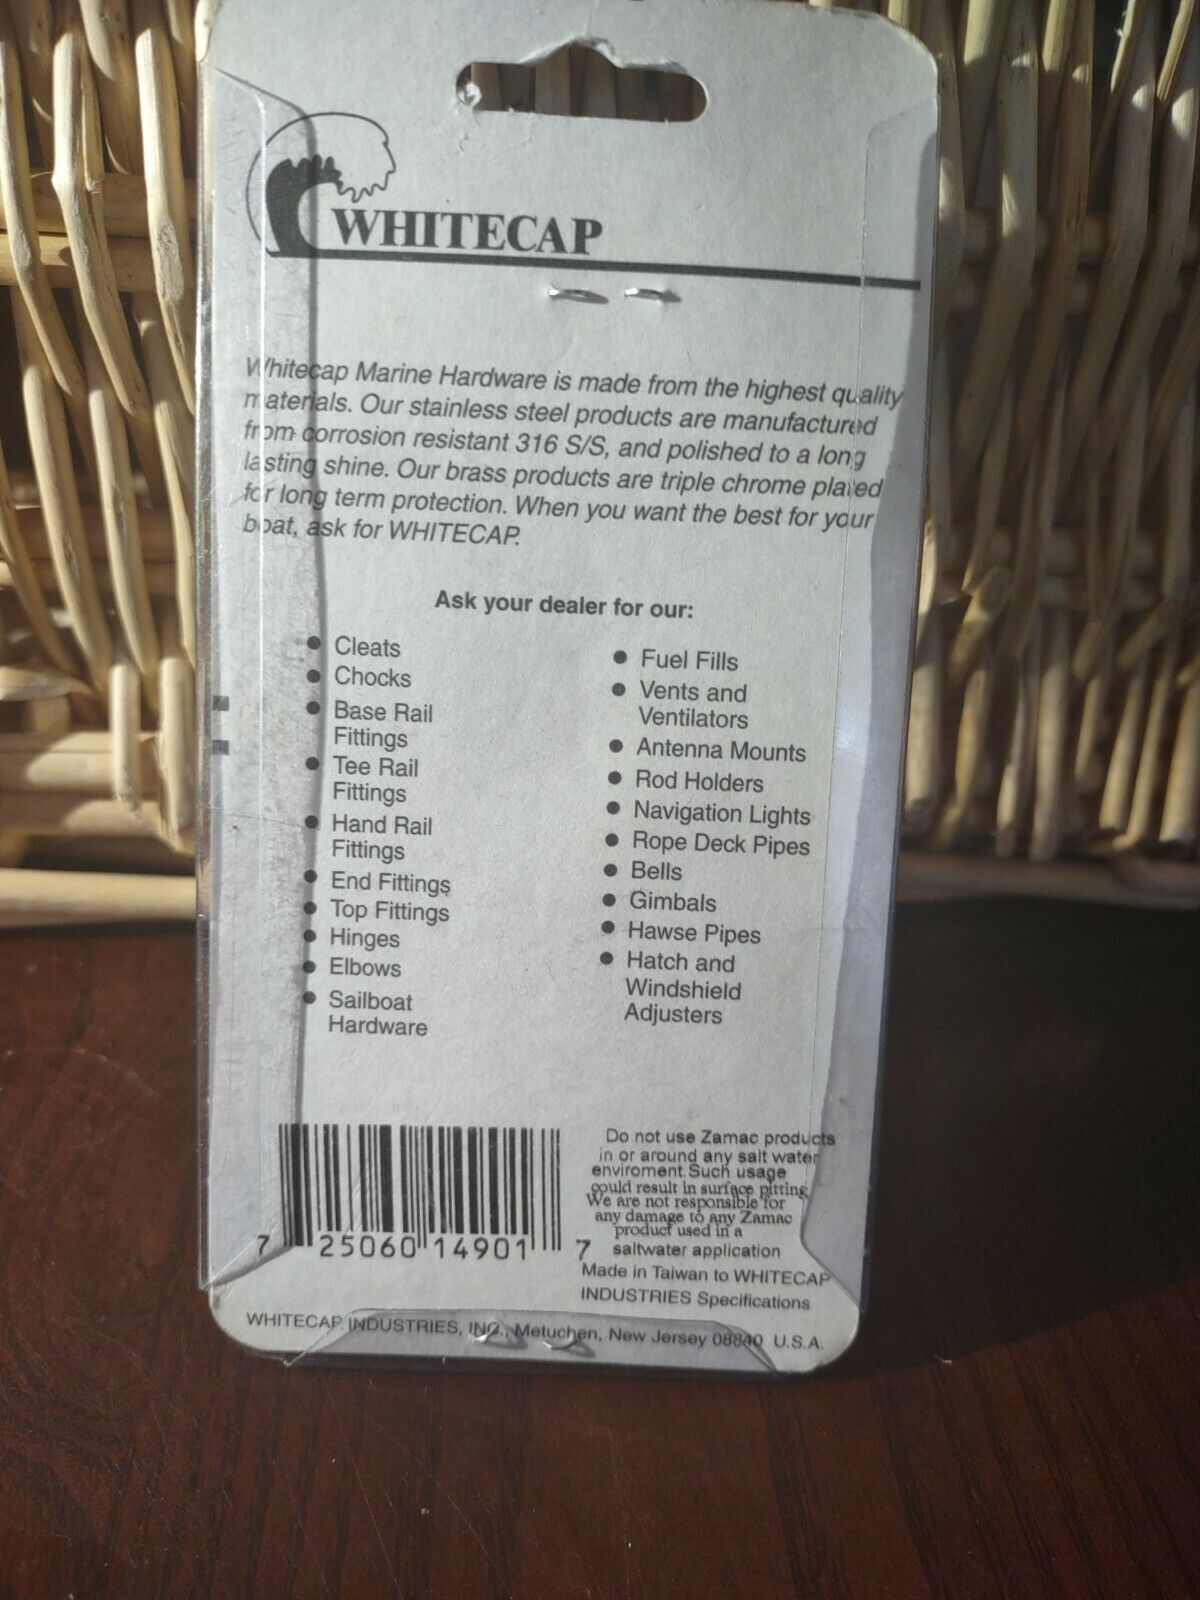 WHITECAP
Whitecap Marine Hardware is made from the highest quality
materials. Our stainless steel products are manufactured
from corrosion resistant 316 S/S, and polished to a long
lasting shine. Our brass products are triple chrome plated
for long term protection. When you want the best for your
boat, ask for WHITECAP.
Ask your dealer for our:
• Cleats
• Chocks
• Base Rail
Fittings
• Tee Rail
Fittings
• Hand Rail
Fittings
• End Fittings
• Top Fittings
• Hinges
• Elbows
• Sailboat
Hardware
• Fuel Fills
• Vents and
Ventilators
• Antenna Mounts
• Rod Holders
• Navigation Lights
• Rope Deck Pipes
• Bells
• Gimbals
• Hawse Pipes
• Hatch and
Windshield
Adjusters
7 25060 14901 7
Do not use Zamac products
in or around any salt water
enviroment.Such usage
could result in surface pitting
We are not responsible for
any damage to any Zamac
product used in a
saltwater application
Made in Taiwan to WHITECAP
INDUSTRIES Specifications
WHITECAP INDUSTRIES, INC., Metuchen, New Jersey 08840 U.S.A.